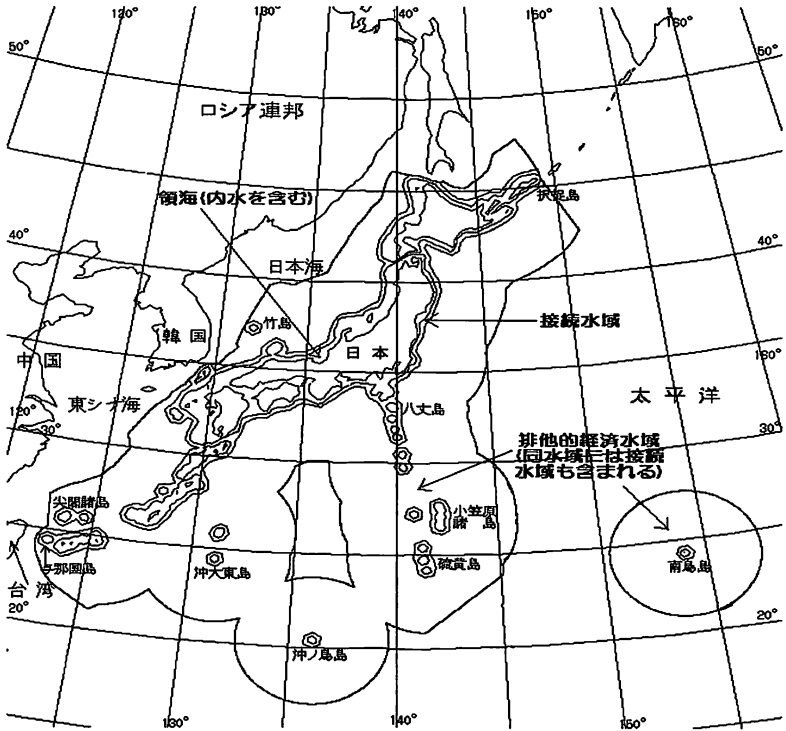 120°
140°
150°
160°
50°
50°
ロシア連邦
択捉島
領海(内水を含む)
40°
40°
日本海
竹島
接続水域
韓国
日本
中国
160°
東シナ海
太平洋
120°
八丈島
30°
30°
排他的経済水域
(同水域には接続
水域も含まれる)
尖閣諸島
小笠原
諸島
与那国島
沖大東島
硫黄島
南鳥島
台湾
20°
20°
沖ノ鳥島
130°
140°
150°